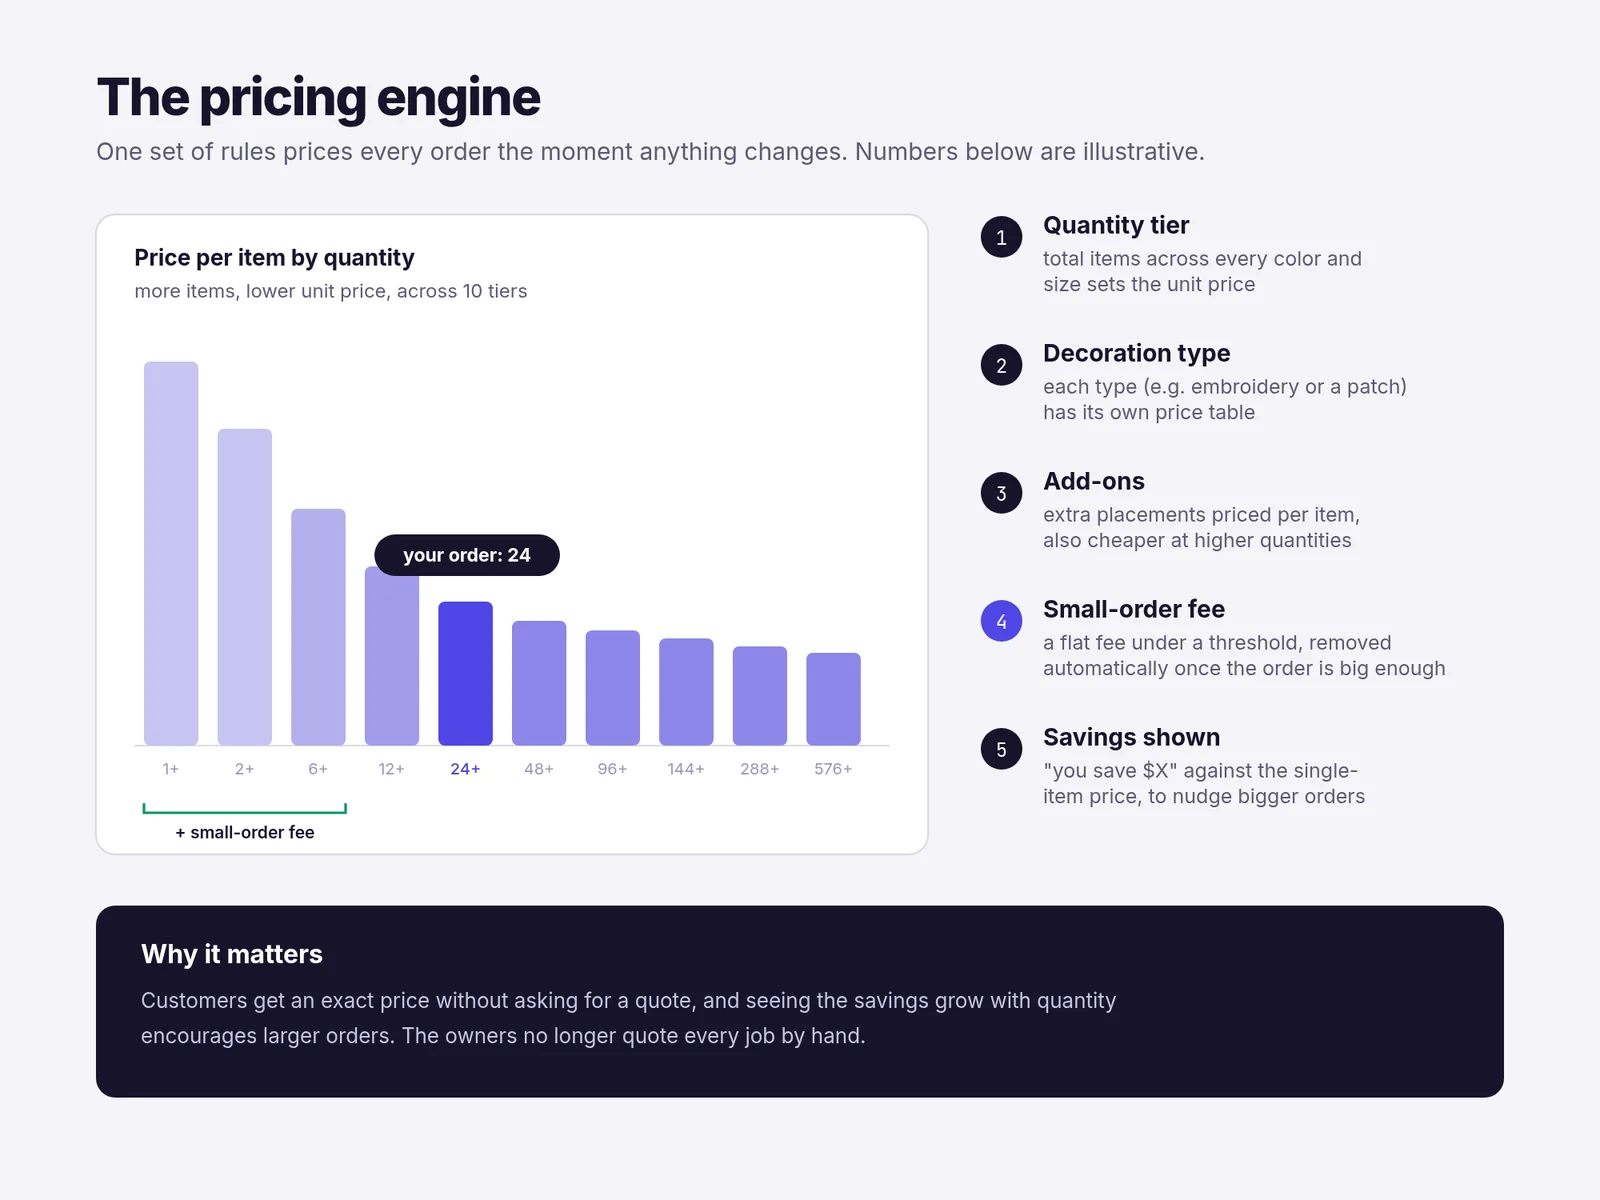 The pricing engine
One set of rules prices every order the moment anything changes. Numbers below are illustrative.
Price per item by quantity
more items, lower unit price, across 10 tiers
your order: 24
1+ 2+ 6+ 12+ 24+ 48+ 96+ 144+ 288+ 576+
+ small-order fee
1
Quantity tier
total items across every color and
size sets the unit price
2
Decoration type
each type (e.g. embroidery or a patch)
has its own price table
3
Add-ons
extra placements priced per item,
also cheaper at higher quantities
4
Small-order fee
a flat fee under a threshold, removed
automatically once the order is big enough
5
Savings shown
"you save $X" against the single-
item price, to nudge bigger orders
Why it matters
Customers get an exact price without asking for a quote, and seeing the savings grow with quantity
encourages larger orders. The owners no longer quote every job by hand.